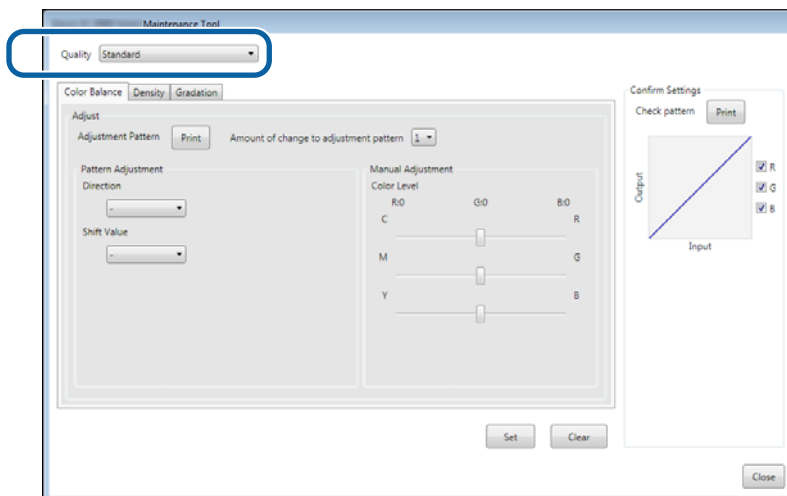 Maintenance Tool
Quality Standard
Color Balance Density Gradation
Adjust
Adjustment Pattern Print Amount of change to adjustment pattern 1
Pattern Adjustment
Direction
-
Shift Value
-
Manual Adjustment
Color Level
R:0 G:0 B:0
C R
M G
Y B
Set Clear
Confirm Settings
Check pattern Print
Output
Input
R
G
B
Close